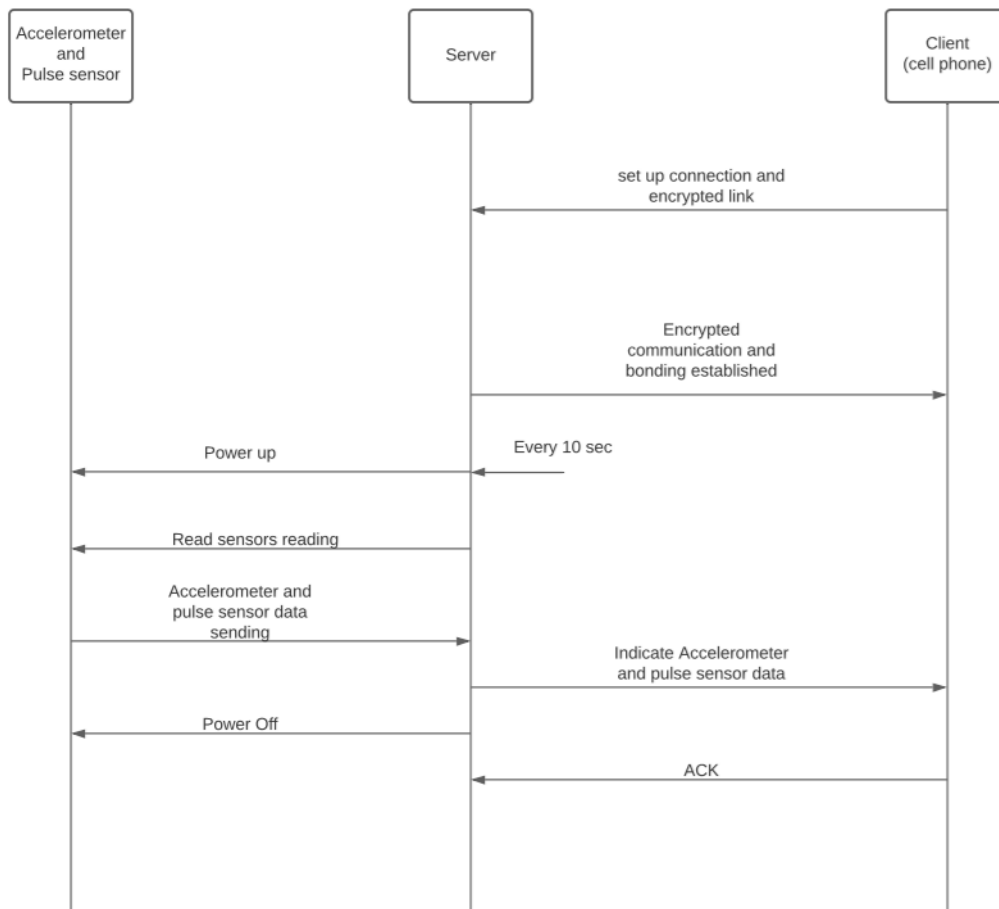 Accelerometer
and
Pulse sensor
Server
Client
(cell phone)
set up connection and
encrypted link
Encrypted
communication and
bonding established
Every 10 sec
Power up
Read sensors reading
Accelerometer and
pulse sensor data
sending
Indicate Accelerometer
and pulse sensor data
Power Off
ACK